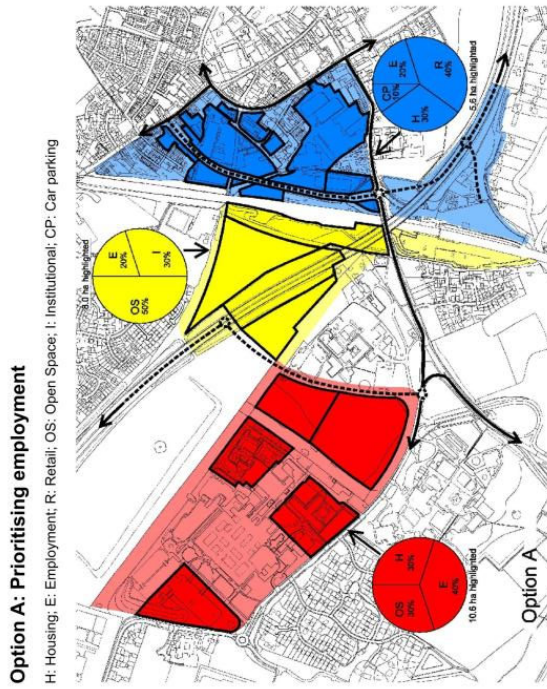 Option A: Prioritising employment
H: Housing; E: Employment; R: Retail; OS: Open Space; I: Institutional; CP: Car parking
8.0 ha highlighted
OS
50%
E
20%
I
30%
CP
10%
E
20%
H
30%
R
40%
5.6 ha highlighted
OS
30%
H
30%
E
40%
10.6 ha highlighted
Option A